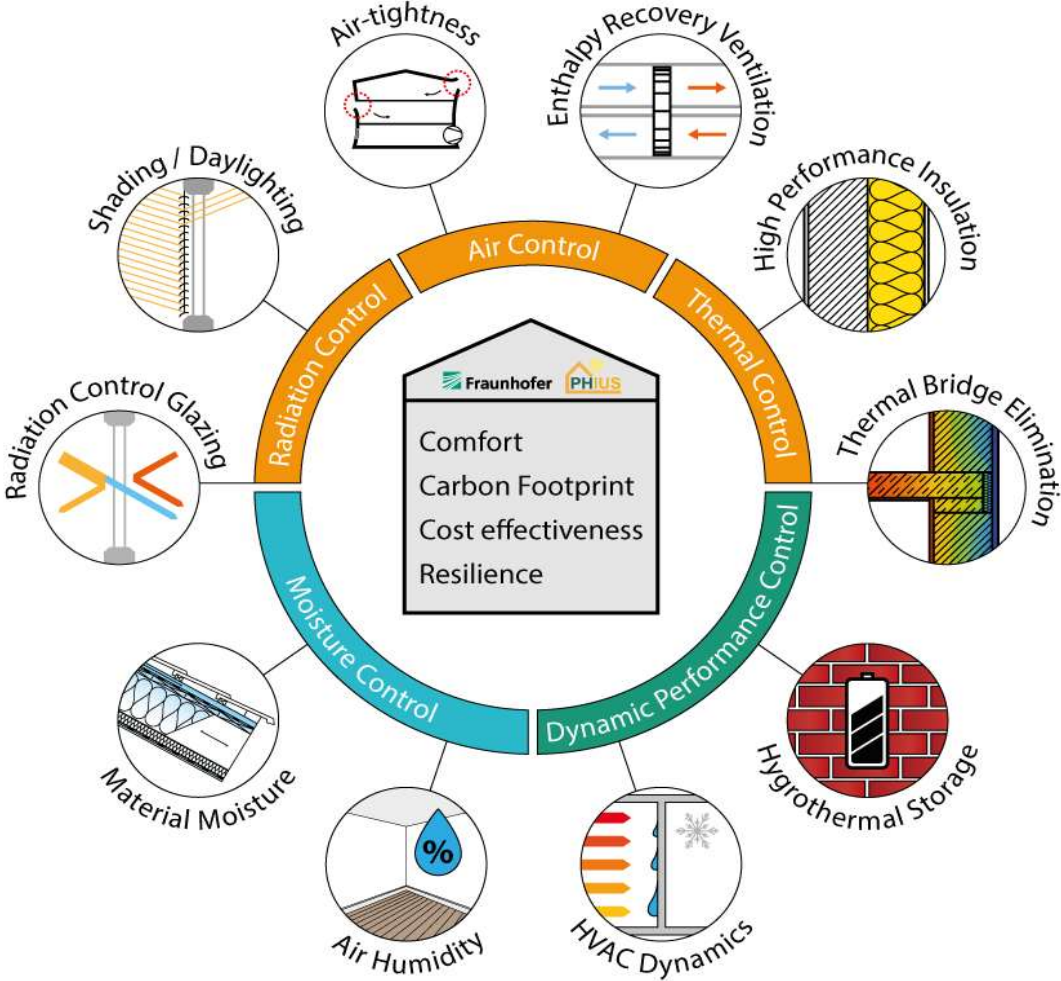 Air-tightness
Enthalpy Recovery Ventilation
Shading / Daylighting
High Performance Insulation
Air Control
Radiation Control
Thermal Control
Fraunhofer
PHIUS
Comfort
Carbon Footprint
Cost effectiveness
Resilience
Radiation Control Glazing
Thermal Bridge Elimination
Moisture Control
Dynamic Performance Control
Material Moisture
Hygrothermal Storage
%
Air Humidity
HVAC Dynamics